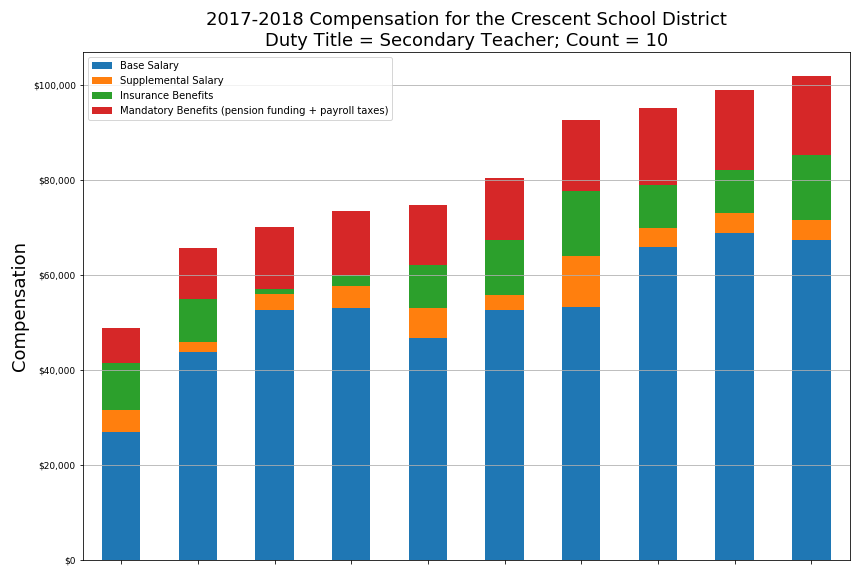 2017-2018 Compensation for the Crescent School District
Duty Title = Secondary Teacher; Count = 10
Base Salary
Supplemental Salary
Insurance Benefits
Mandatory Benefits (pension funding + payroll taxes)
Compensation
$100,000
$80,000
$60,000
$40,000
$20,000
$0